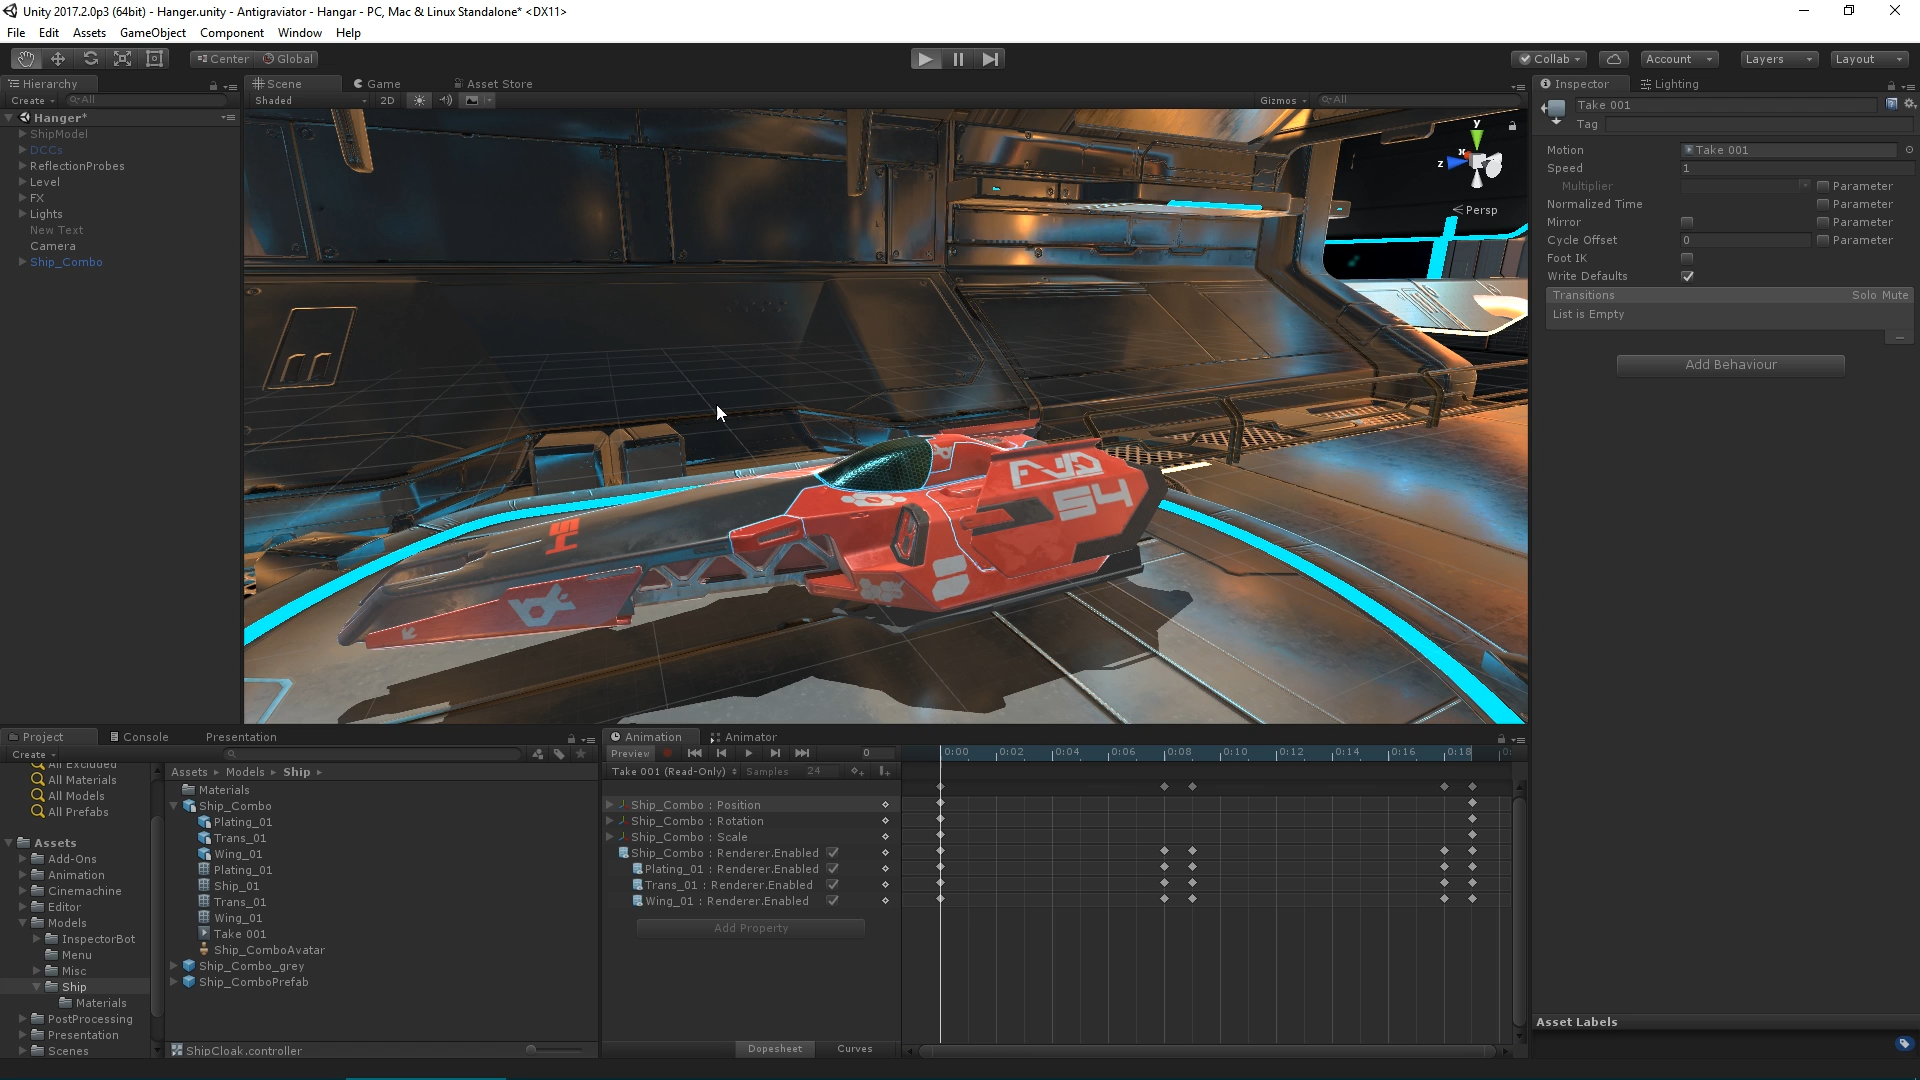 Unity 2017.2.0p3 (64bit) - Hanger.unity - Antigraviator - Hangar - PC, Mac & Linux Standalone* <DX11>
File Edit Assets GameObject Component Window Help
Center Global Collab Account Layers Layout
Hierarchy
Create All
Hanger*
ShipModel
DCCs
ReflectionProbes
Level
FX
Lights
New Text
Camera
Ship_Combo
Scene Game Asset Store
Shaded 2D Gizmos All
y
x
z
Persp
FVD
54
54
Inspector Lighting
Take 001
Tag
Motion Take 001
Speed 1
Multiplier Parameter
Normalized Time Parameter
Mirror Parameter
Cycle Offset 0 Parameter
Foot IK
Write Defaults
Transitions Solo Mute
List is Empty
Add Behaviour
Project Console Presentation
Create
All Excluded
All Materials
All Models
All Prefabs
Assets
Add-Ons
Animation
Cinemachine
Editor
Models
InspectorBot
Menu
Misc
Ship
Materials
PostProcessing
Presentation
Scenes
Assets Models Ship
Materials
Ship_Combo
Plating_01
Trans_01
Wing_01
Plating_01
Ship_01
Trans_01
Wing_01
Take 001
Ship_ComboAvatar
Ship_Combo_grey
Ship_ComboPrefab
ShipCloak.controller
Animation Animator
Preview 0
0:00 0:02 0:04 0:06 0:08 0:10 0:12 0:14 0:16 0:18 0:
Take 001 (Read-Only) Samples 24
Ship_Combo : Position
Ship_Combo : Rotation
Ship_Combo : Scale
Ship_Combo : Renderer.Enabled
Plating_01 : Renderer.Enabled
Trans_01 : Renderer.Enabled
Wing_01 : Renderer.Enabled
Add Property
Dopesheet Curves
Asset Labels